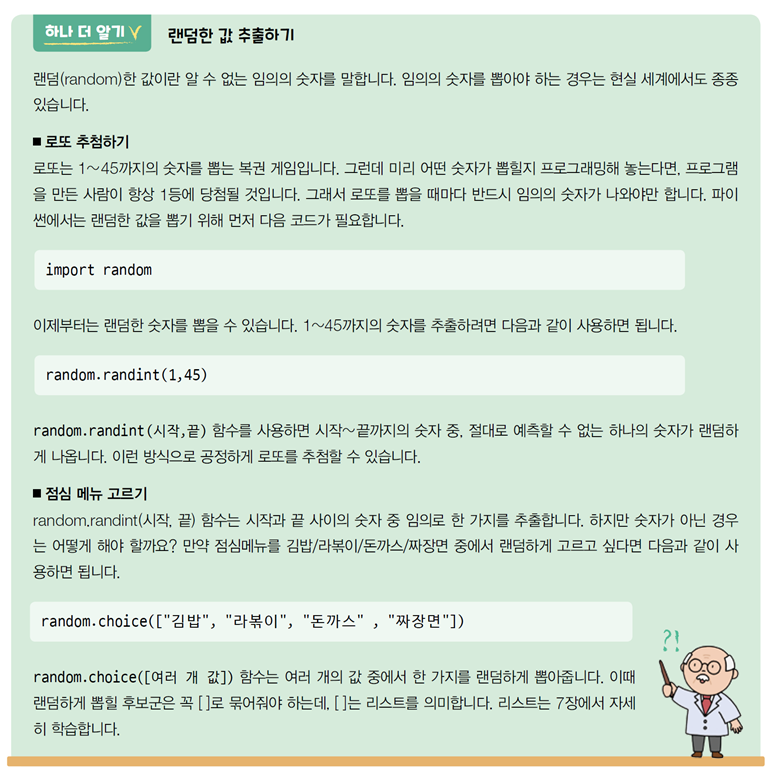 하나 더 알기
랜덤한 값 추출하기
랜덤(random)한 값이란 알 수 없는 임의의 숫자를 말합니다. 임의의 숫자를 뽑아야 하는 경우는 현실 세계에서도 종종
있습니다.
■ 로또 추첨하기
로또는 1~45까지의 숫자를 뽑는 복권 게임입니다. 그런데 미리 어떤 숫자가 뽑힐지 프로그래밍해 놓는다면, 프로그램
을 만든 사람이 항상 1등에 당첨될 것입니다. 그래서 로또를 뽑을 때마다 반드시 임의의 숫자가 나와야만 합니다. 파이
썬에서는 랜덤한 값을 뽑기 위해 먼저 다음 코드가 필요합니다.
import random
이제부터는 랜덤한 숫자를 뽑을 수 있습니다. 1~45까지의 숫자를 추출하려면 다음과 같이 사용하면 됩니다.
random.randint(1,45)
random.randint(시작,끝) 함수를 사용하면 시작~끝까지의 숫자 중, 절대로 예측할 수 없는 하나의 숫자가 랜덤하
게 나옵니다. 이런 방식으로 공정하게 로또를 추첨할 수 있습니다.
■ 점심 메뉴 고르기
random.randint(시작, 끝) 함수는 시작과 끝 사이의 숫자 중 임의로 한 가지를 추출합니다. 하지만 숫자가 아닌 경우
는 어떻게 해야 할까요? 만약 점심메뉴를 김밥/라볶이/돈까스/짜장면 중에서 랜덤하게 고르고 싶다면 다음과 같이 사
용하면 됩니다.
random.choice(["김밥", "라볶이", "돈까스" , "짜장면"])
random.choice([여러 개 값]) 함수는 여러 개의 값 중에서 한 가지를 랜덤하게 뽑아줍니다. 이때
랜덤하게 뽑힐 후보군은 꼭 [ ]로 묶어줘야 하는데, [ ]는 리스트를 의미합니다. 리스트는 7장에서 자세
히 학습합니다.
?!